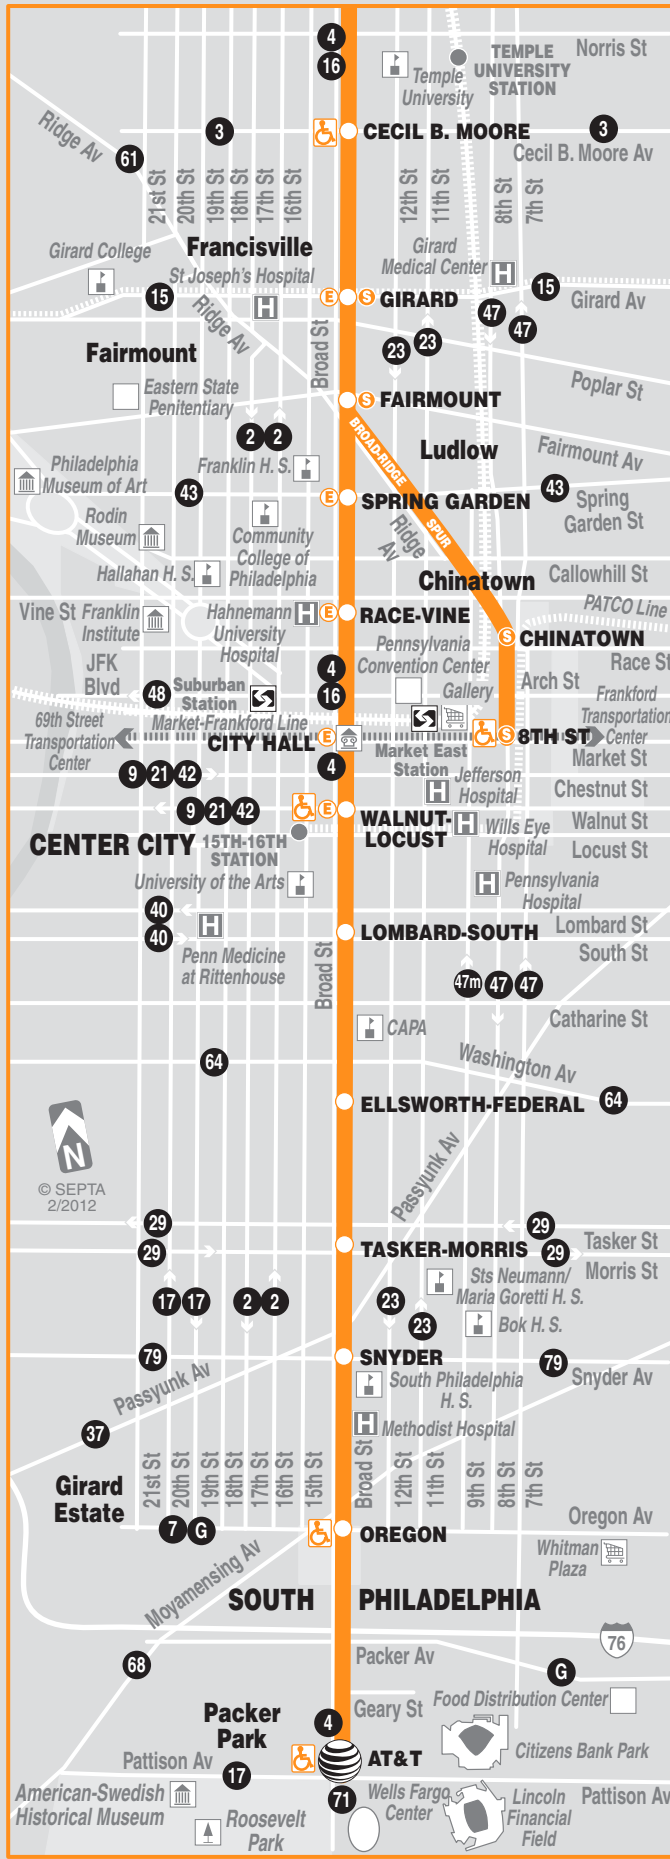 4
16
Norris St
TEMPLE
UNIVERSITY
STATION
Temple
University
Ridge Av
3
CECIL B. MOORE
3
Cecil B. Moore Av
61
21st St
20th St
19th St
18th St
17th St
16th St
12th St
11th St
8th St
7th St
Francisville
Girard College
St Joseph's Hospital
Girard
Medical Center
15
E
S
GIRARD
15
Girard Av
Ridge Av
Broad St
47
47
23
23
Fairmount
Eastern State
Penitentiary
Poplar St
S
FAIRMOUNT
BROAD-RIDGE
SPUR
2
2
Ludlow
Fairmount Av
Franklin H. S.
Philadelphia
Museum of Art
43
E
SPRING GARDEN
43
Spring
Garden St
Rodin
Museum
Community
College of
Philadelphia
Ridge
Av
Hallahan H. S.
Chinatown
Callowhill St
Vine St
Franklin
Institute
Hahnemann
University
Hospital
H
E
RACE-VINE
PATCO Line
S
CHINATOWN
JFK
Blvd
4
16
Pennsylvania
Convention Center
Race St
Arch St
48
Suburban
Station
Gallery
Frankford
Transportation
Center
69th Street
Transportation
Center
Market-Frankford Line
CITY HALL
E
S
8TH ST
Market East
Station
Market St
4
9
21
42
H
Jefferson
Hospital
Chestnut St
9
21
42
E
WALNUT-
LOCUST
H
Wills Eye
Hospital
Walnut St
CENTER CITY
15TH-16TH
STATION
Locust St
University of the Arts
H
Pennsylvania
Hospital
40
40
H
Penn Medicine
at Rittenhouse
LOMBARD-SOUTH
Lombard St
South St
Broad St
47m
47
47
CAPA
Catharine St
64
Washington Av
ELLSWORTH-FEDERAL
64
N
© SEPTA
2/2012
Passyunk Av
29
29
29
29
TASKER-MORRIS
Tasker St
Morris St
17
17
2
2
23
23
Sts Neumann/
Maria Goretti H. S.
Bok H. S.
79
SNYDER
79
Snyder Av
Passyunk Av
South Philadelphia
H. S.
37
H
Methodist Hospital
Girard
Estate
21st St
20th St
19th St
18th St
17th St
16th St
15th St
Broad St
12th St
11th St
9th St
8th St
7th St
7
G
OREGON
Oregon Av
Whitman
Plaza
Moyamensing Av
SOUTH PHILADELPHIA
76
68
Packer Av
G
Packer
Park
4
Geary St
Food Distribution Center
Pattison Av
AT&T
Citizens Bank Park
17
71
American-Swedish
Historical Museum
Roosevelt
Park
Wells Fargo
Center
Lincoln
Financial
Field
Pattison Av